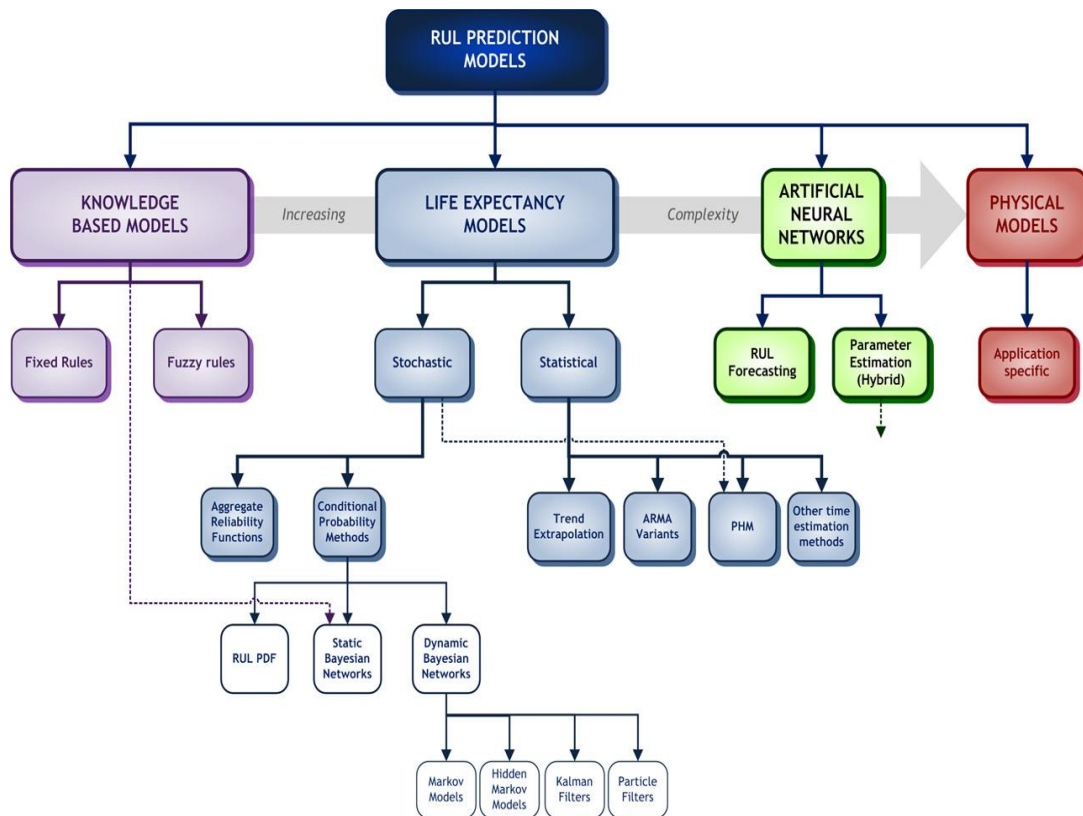 RUL PREDICTION
MODELS
KNOWLEDGE
BASED MODELS
Increasing
LIFE EXPECTANCY
MODELS
Complexity
ARTIFICIAL
NEURAL
NETWORKS
PHYSICAL
MODELS
Fixed Rules
Fuzzy rules
Stochastic
Statistical
RUL
Forecasting
Parameter
Estimation
(Hybrid)
Application
specific
Aggregate
Reliability
Functions
Conditional
Probability
Methods
Trend
Extrapolation
ARMA
Variants
PHM
Other time
estimation
methods
RUL PDF
Static
Bayesian
Networks
Dynamic
Bayesian
Networks
Markov
Models
Hidden
Markov
Models
Kalman
Filters
Particle
Filters